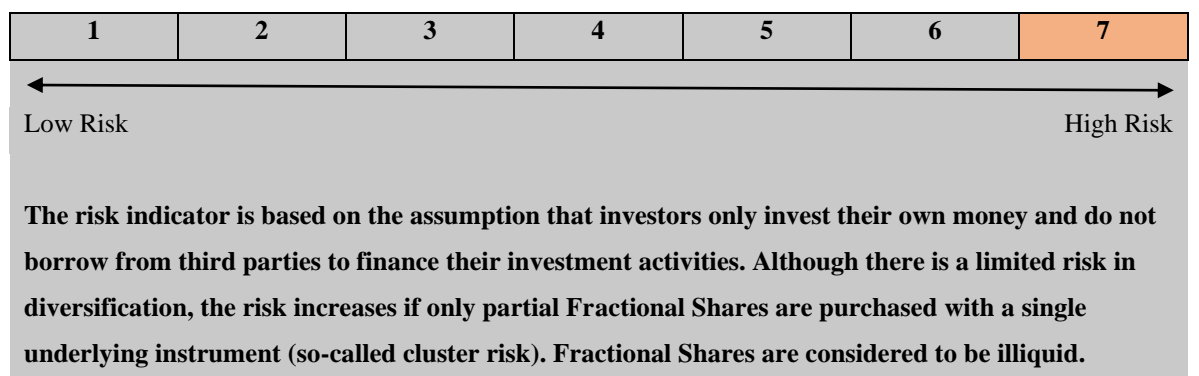 1 2 3 4 5 6 7
Low Risk High Risk
The risk indicator is based on the assumption that investors only invest their own money and do not
borrow from third parties to finance their investment activities. Although there is a limited risk in
diversification, the risk increases if only partial Fractional Shares are purchased with a single
underlying instrument (so-called cluster risk). Fractional Shares are considered to be illiquid.